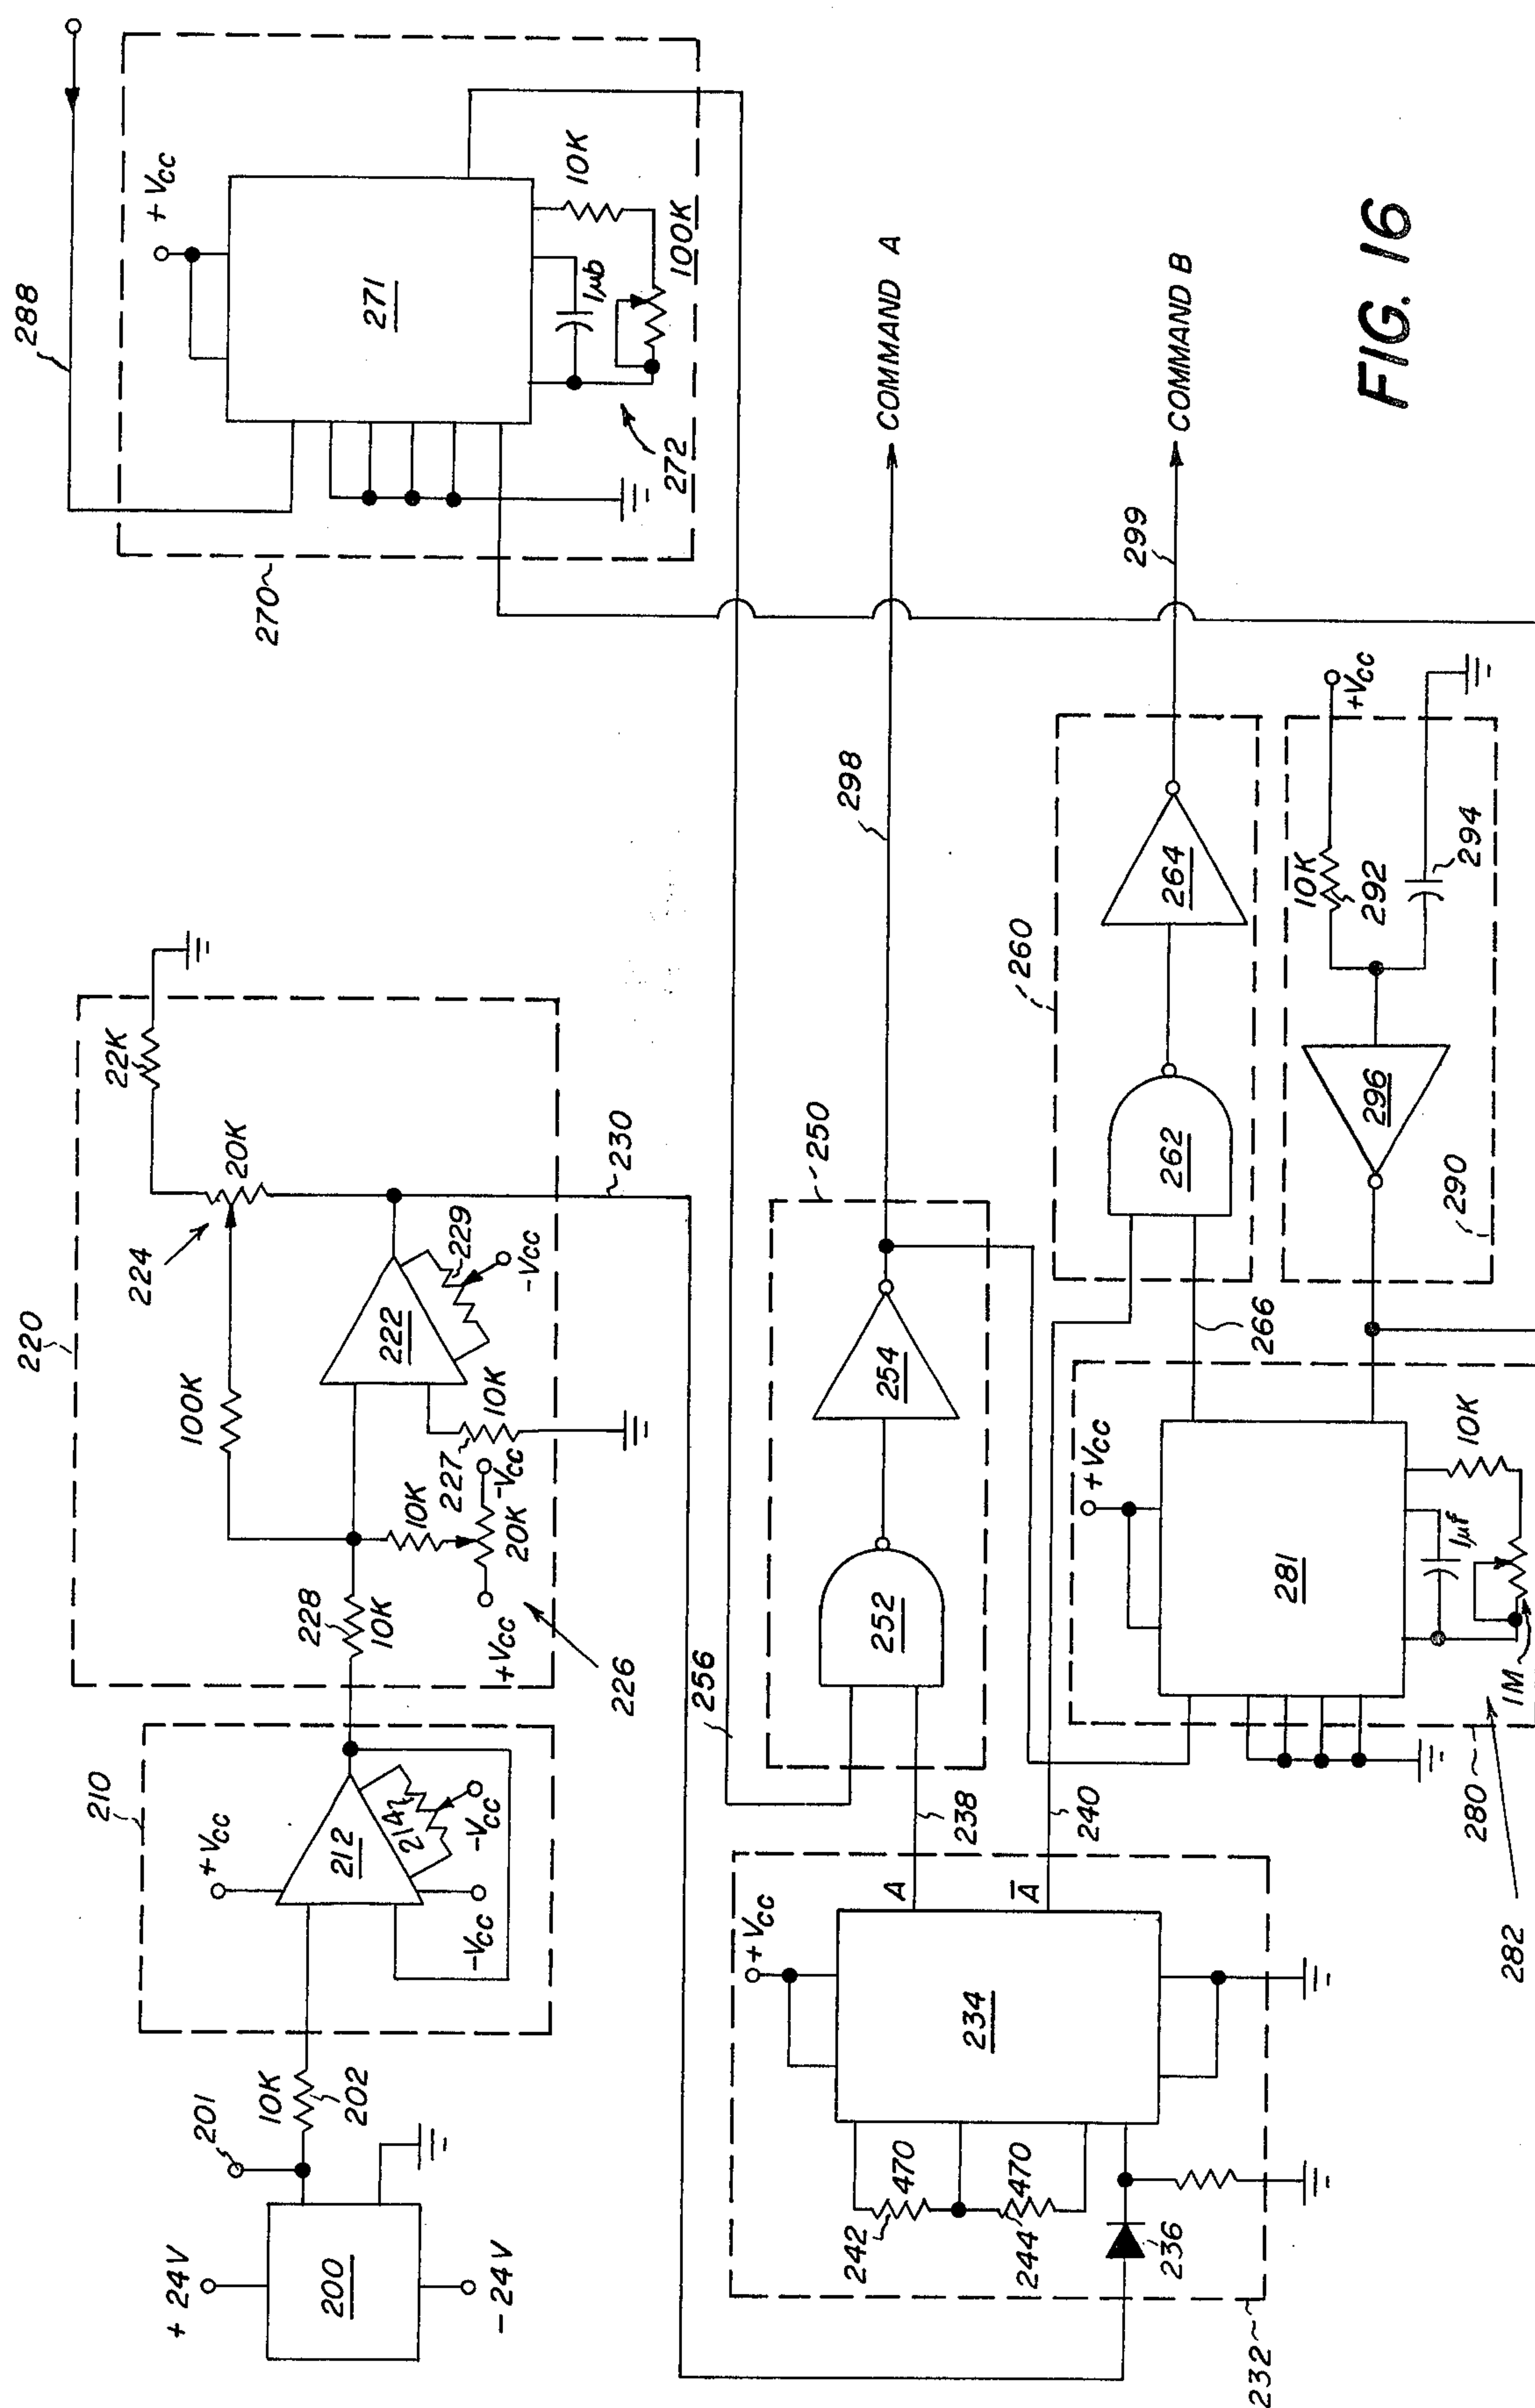 +24V
200
-24V
201
10K
202
210
+Vcc
212
214
-Vcc
-Vcc
220
228
10K
226
+Vcc
20K
-Vcc
10K
227
10K
100K
222
229
-Vcc
224
20K
22K
230
232
236
242
470
244
470
234
+Vcc
A
A̅
238
240
256
250
252
254
298
COMMAND A
260
262
264
266
299
COMMAND B
270
271
272
+Vcc
10K
1μb
100K
288
280
281
282
+Vcc
10K
1μf
1M
290
292
10K
294
296
+Vcc
FIG. 16